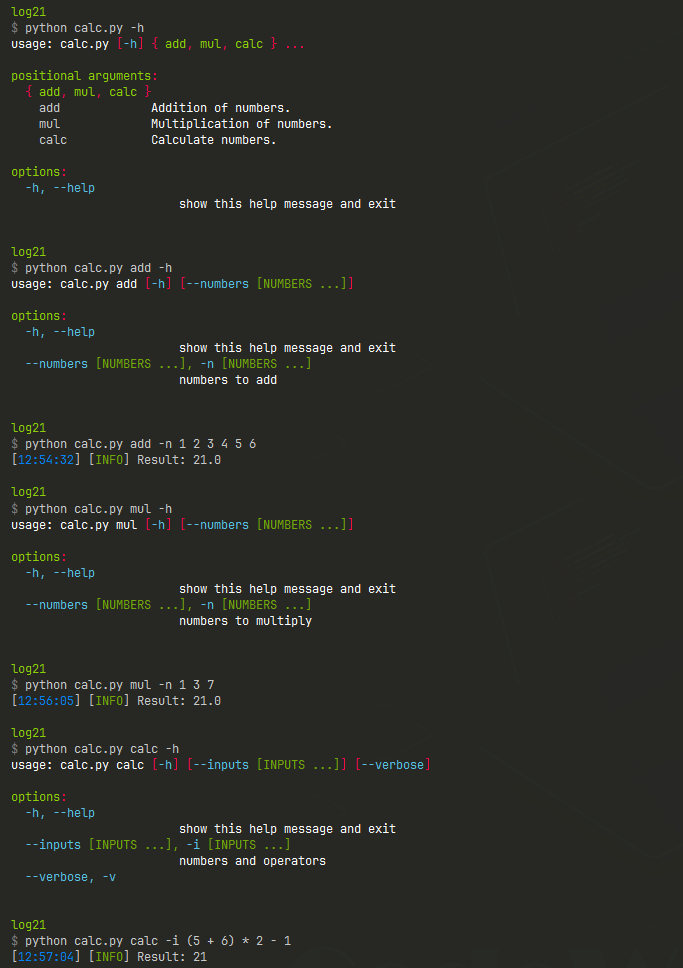 log21
$ python calc.py -h
usage: calc.py [-h] { add, mul, calc } ...
positional arguments:
{ add, mul, calc }
add Addition of numbers.
mul Multiplication of numbers.
calc Calculate numbers.
options:
-h, --help
show this help message and exit
log21
$ python calc.py add -h
usage: calc.py add [-h] [--numbers [NUMBERS ...]]
options:
-h, --help
show this help message and exit
--numbers [NUMBERS ...], -n [NUMBERS ...]
numbers to add
log21
$ python calc.py add -n 1 2 3 4 5 6
[12:54:32] [INFO] Result: 21.0
log21
$ python calc.py mul -h
usage: calc.py mul [-h] [--numbers [NUMBERS ...]]
options:
-h, --help
show this help message and exit
--numbers [NUMBERS ...], -n [NUMBERS ...]
numbers to multiply
log21
$ python calc.py mul -n 1 3 7
[12:56:05] [INFO] Result: 21.0
log21
$ python calc.py calc -h
usage: calc.py calc [-h] [--inputs [INPUTS ...]] [--verbose]
options:
-h, --help
show this help message and exit
--inputs [INPUTS ...], -i [INPUTS ...]
numbers and operators
--verbose, -v
log21
$ python calc.py calc -i (5 + 6) * 2 - 1
[12:57:04] [INFO] Result: 21